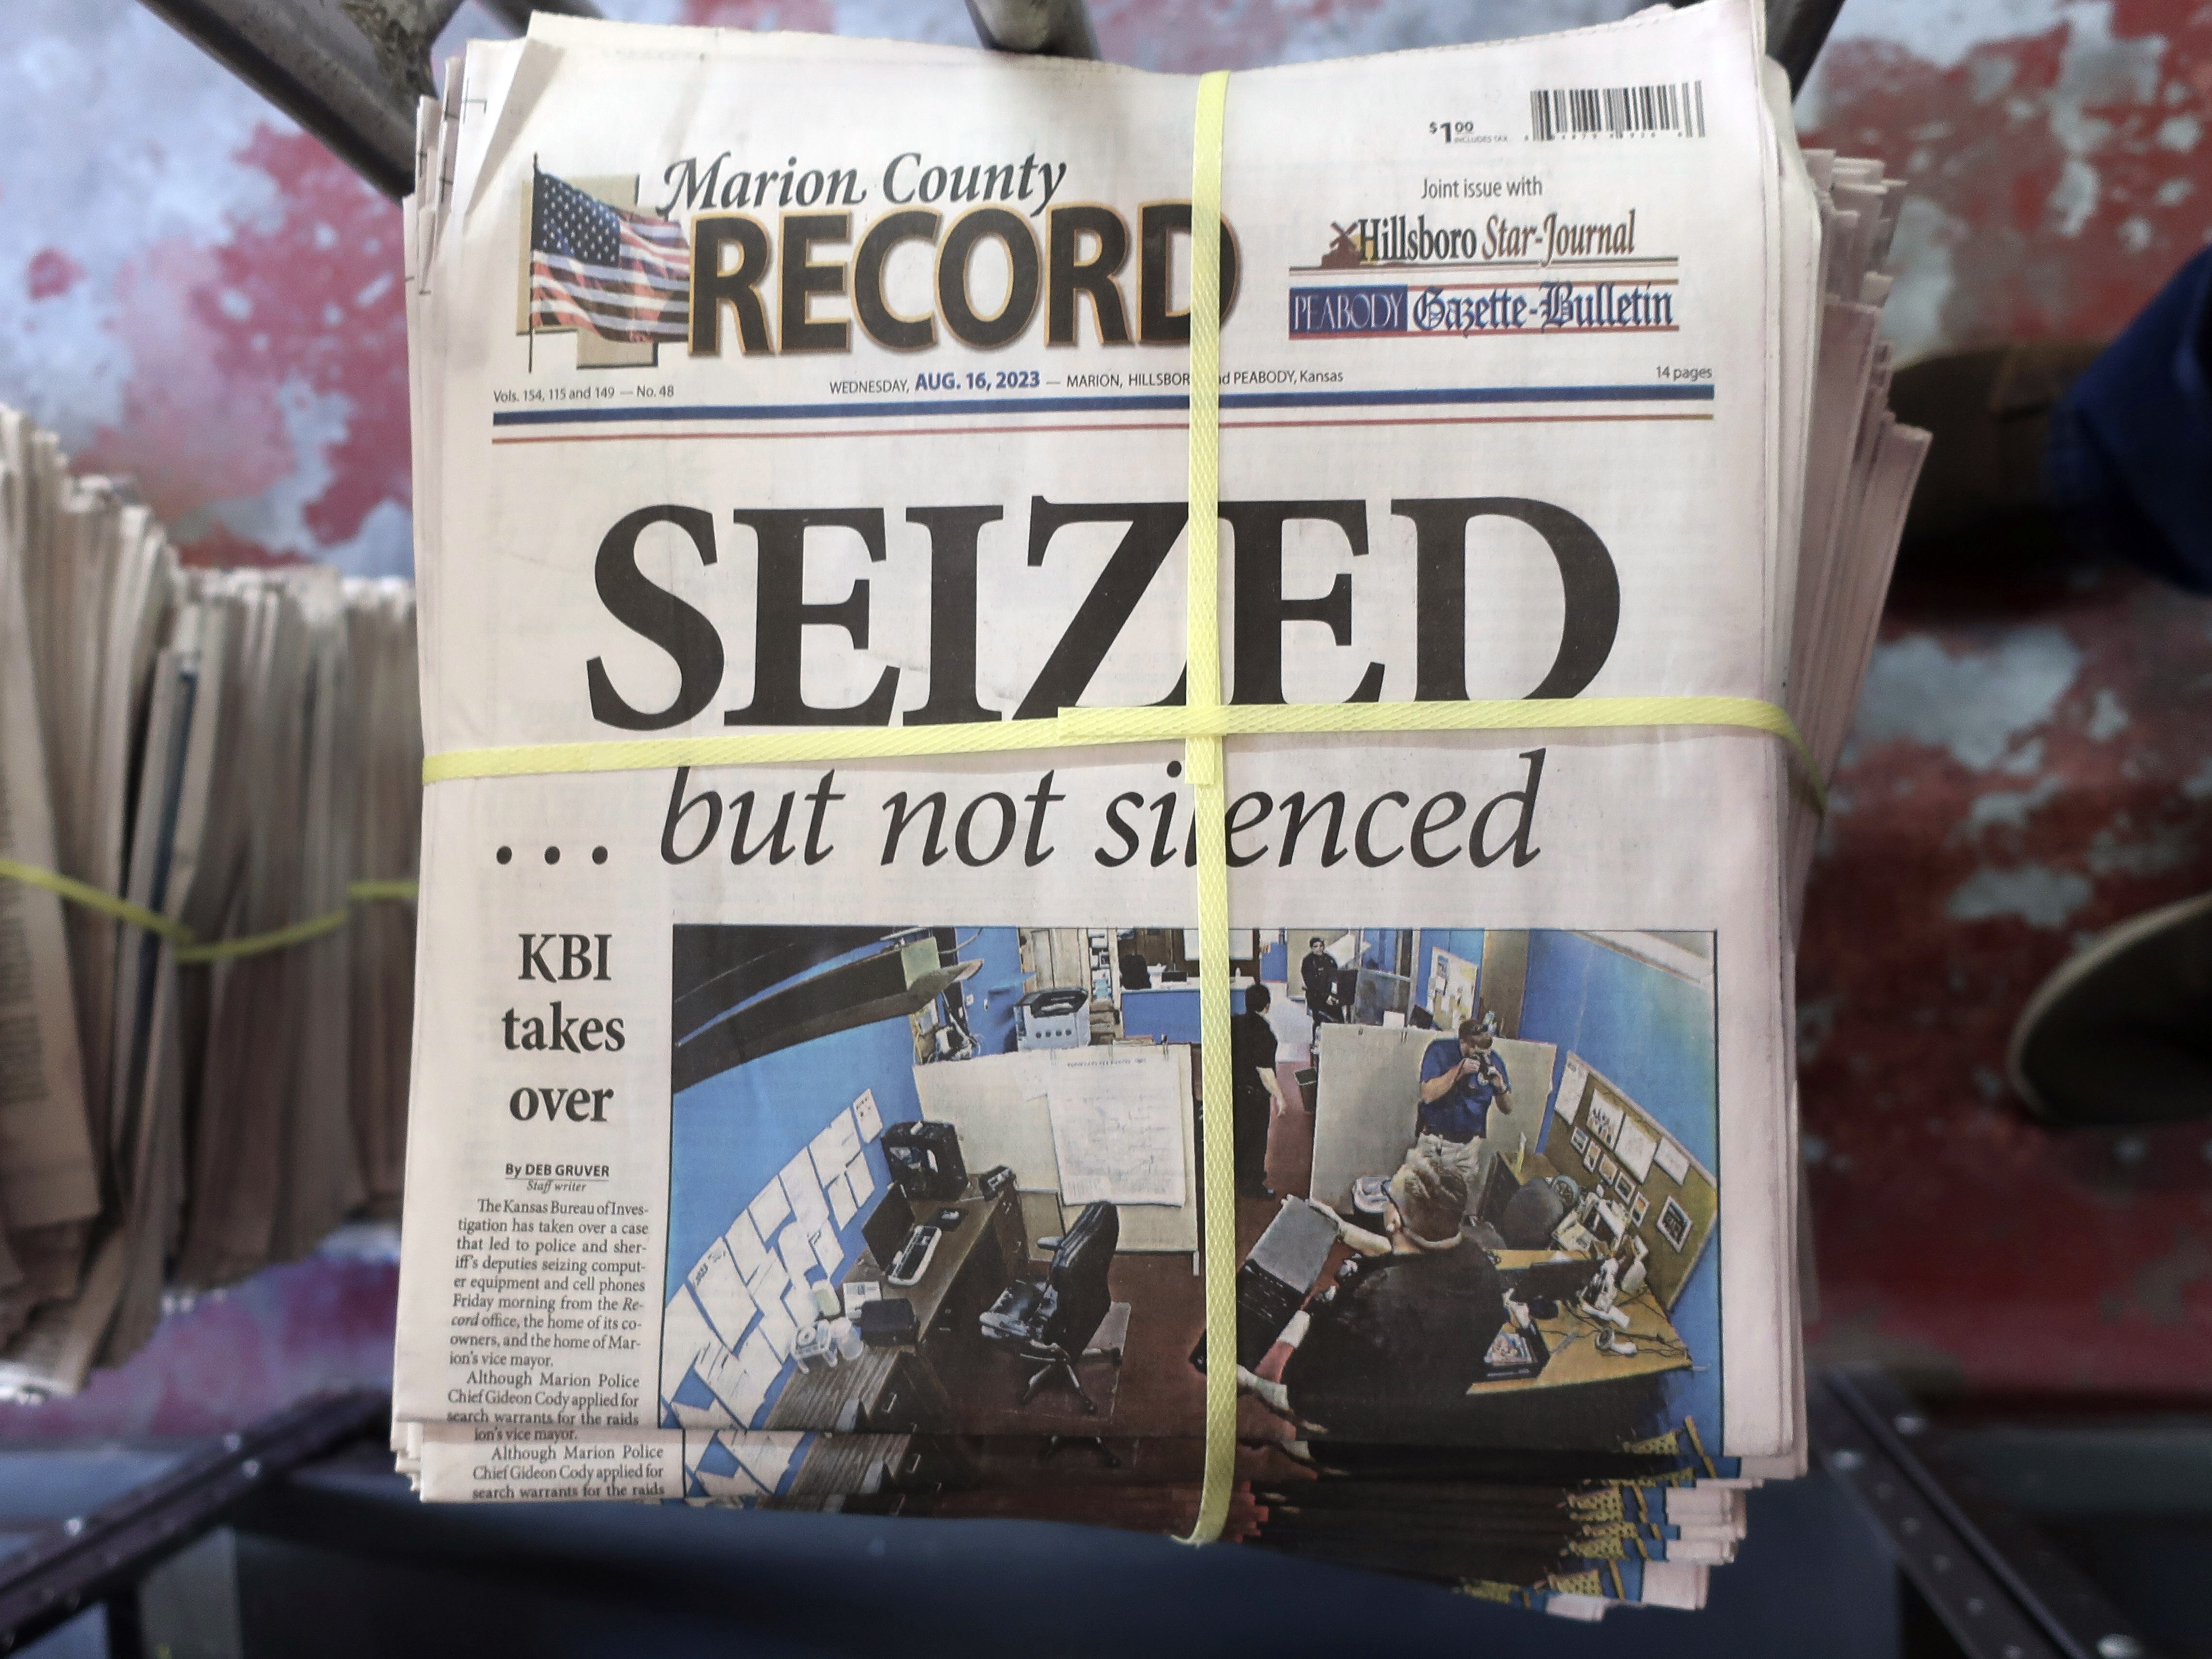 $1.00
INCLUDES TAX
Marion County
RECORD
Joint issue with
Hillsboro Star-Journal
PEABODY Gazette-Bulletin
Vols. 154, 115 and 149 — No. 48
WEDNESDAY, AUG. 16, 2023 — MARION, HILLSBOR nd PEABODY, Kansas
14 pages
SEIZED
. . . but not silenced
KBI
takes
over
By DEB GRUVER
Staff writer
The Kansas Bureau of Inves-
tigation has taken over a case
that led to police and sher-
iff's deputies seizing comput-
er equipment and cell phones
Friday morning from the Re-
cord office, the home of its co-
owners, and the home of Mar-
ion's vice mayor.
Although Marion Police
Chief Gideon Cody applied for
search warrants for the raids
ion's vice mayor.
Although Marion Police
Chief Gideon Cody applied for
search warrants for the raids